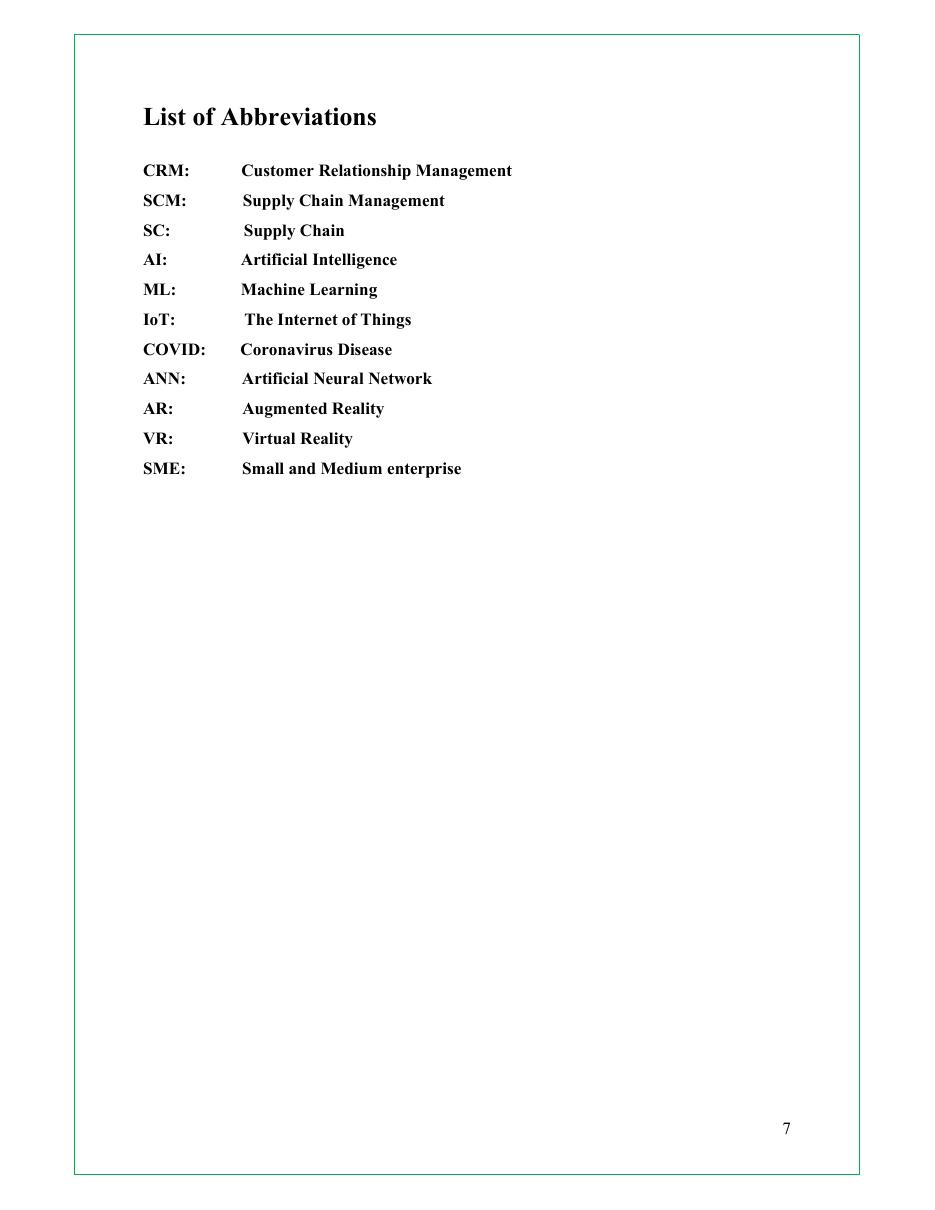 List of Abbreviations
CRM: Customer Relationship Management
SCM: Supply Chain Management
SC: Supply Chain
AI: Artificial Intelligence
ML: Machine Learning
IoT: The Internet of Things
COVID: Coronavirus Disease
ANN: Artificial Neural Network
AR: Augmented Reality
VR: Virtual Reality
SME: Small and Medium enterprise
7